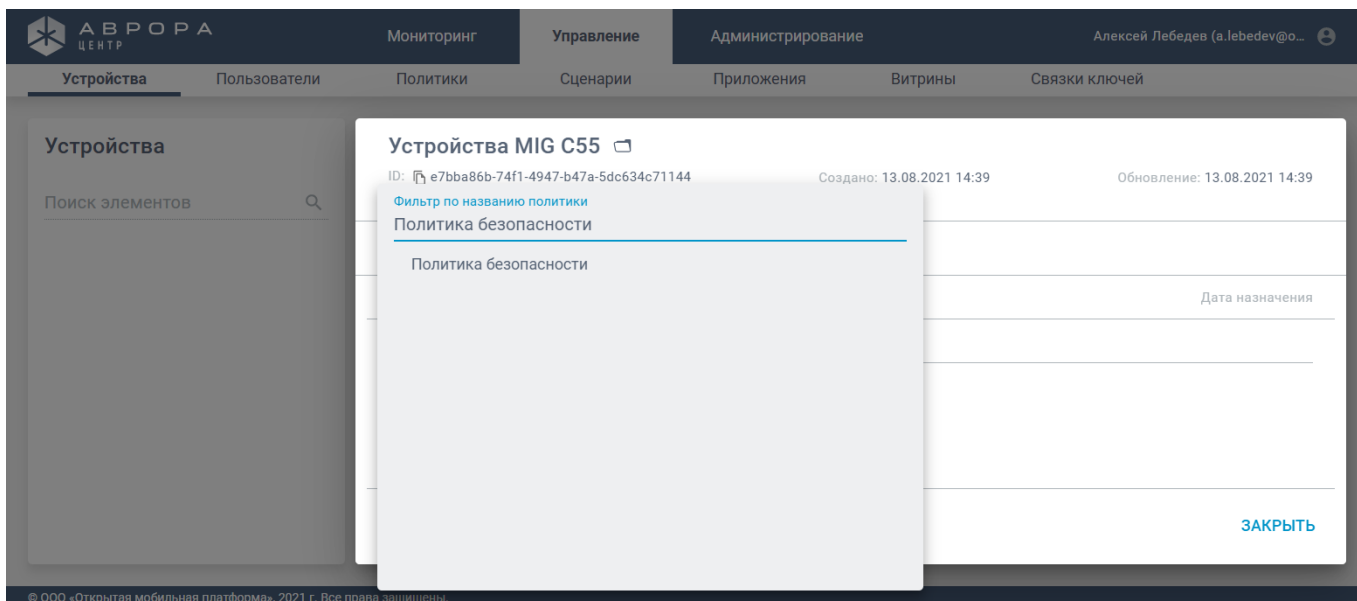 АВРОРА
ЦЕНТР
Мониторинг Управление Администрирование Алексей Лебедев (a.lebedev@o...
Устройства Пользователи Политики Сценарии Приложения Витрины Связки ключей
Устройства
Поиск элементов
Устройства MIG C55
ID: e7bba86b-74f1-4947-b47a-5dc634c71144 Создано: 13.08.2021 14:39 Обновление: 13.08.2021 14:39
Фильтр по названию политики
Политика безопасности
Политика безопасности
Дата назначения
ЗАКРЫТЬ
© ООО «Открытая мобильная платформа», 2021 г. Все права защищены.